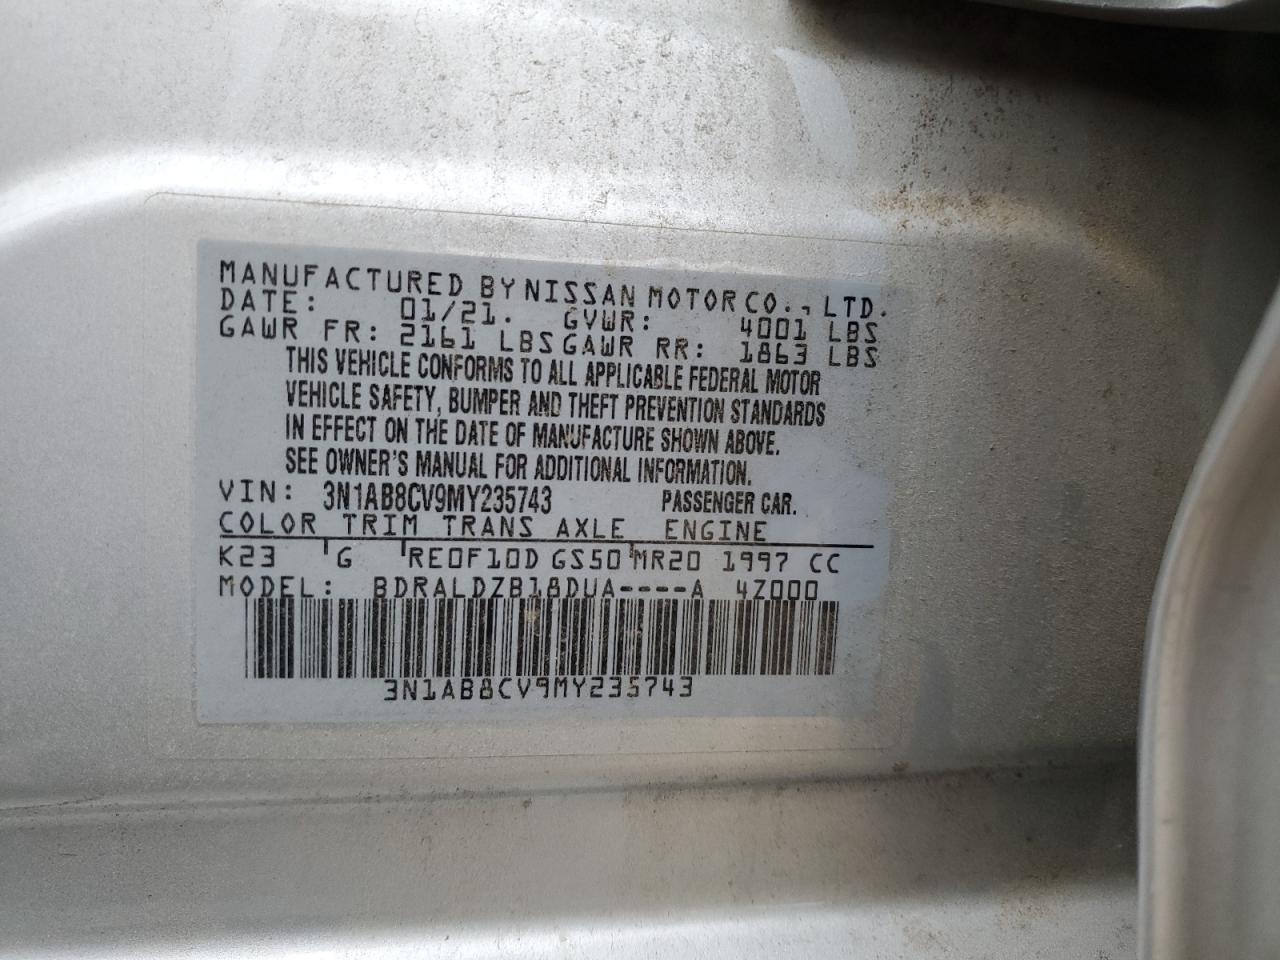 MANUFACTURED BY NISSAN MOTOR CO., LTD.
DATE: 01/21. GVWR: 4001 LBS
GAWR FR: 2161 LBS GAWR RR: 1863 LBS
THIS VEHICLE CONFORMS TO ALL APPLICABLE FEDERAL MOTOR
VEHICLE SAFETY, BUMPER AND THEFT PREVENTION STANDARDS
IN EFFECT ON THE DATE OF MANUFACTURE SHOWN ABOVE.
SEE OWNER'S MANUAL FOR ADDITIONAL INFORMATION.
VIN: 3N1AB8CV9MY235743 PASSENGER CAR.
COLOR TRIM TRANS AXLE ENGINE
K23 G RE0F10D GS50 MR20 1997 CC
MODEL: BDRALDZB18DUA----A 4Z000
3N1AB8CV9MY235743